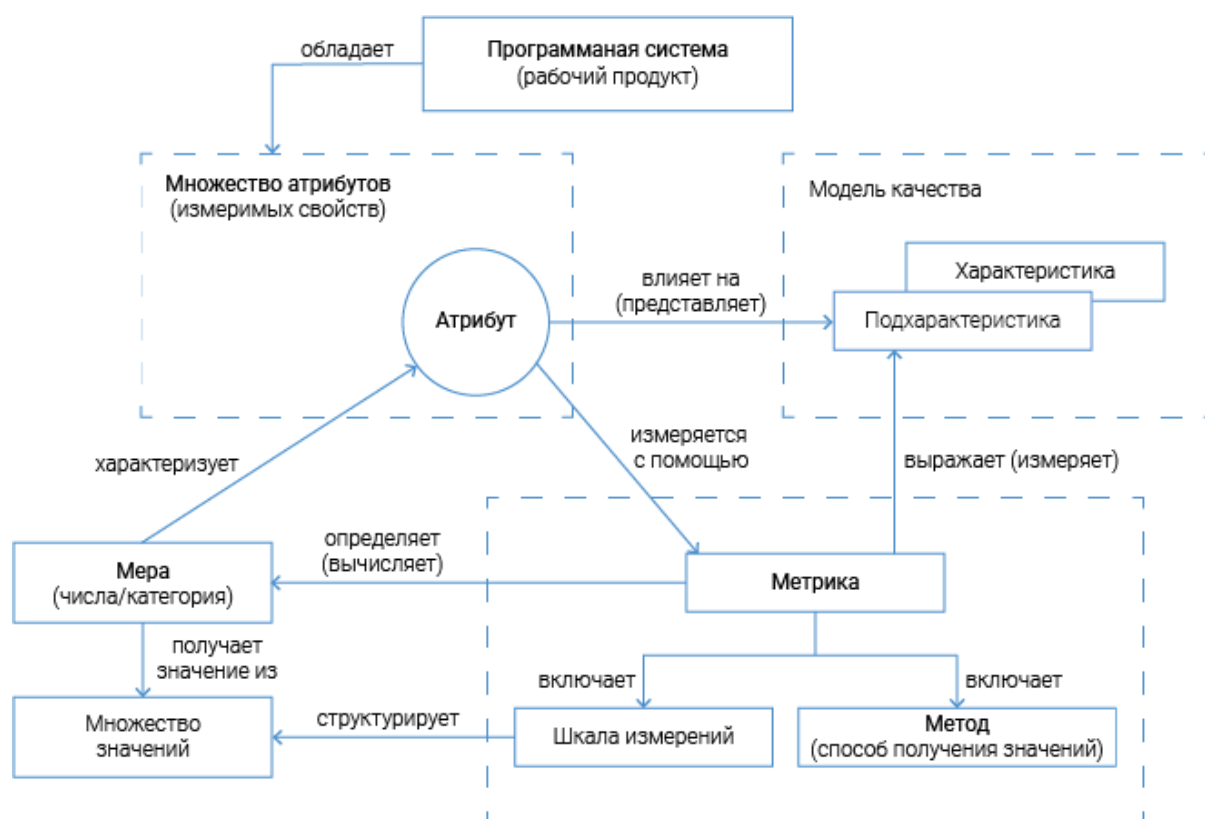 обладает
Программаная система
(рабочий продукт)
Множество атрибутов
(измеримых свойств)
Модель качества
Характеристика
влияет на
(представляет)
Атрибут
Подхарактеристика
измеряется
с помощью
характеризует
выражает (измеряет)
определяет
(вычисляет)
Мера
(числа/категория)
Метрика
получает
значение из
включает
включает
Множество
значений
структурирует
Шкала измерений
Метод
(способ получения значений)